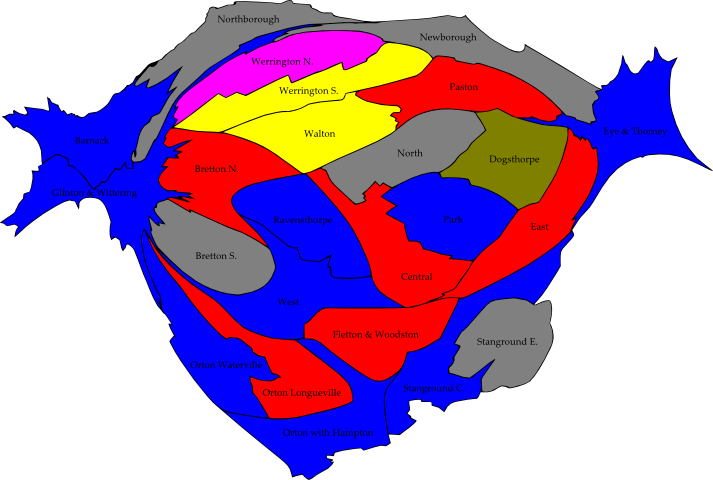 Northborough
Newborough
Werrington N.
Paston
Werrington S.
Walton
Eye & Thorney
Barnack
North
Dogsthorpe
Bretton N.
Glinton & Wittering
Ravensthorpe
Park
East
Bretton S.
Central
West
Fletton & Woodston
Stanground E.
Orton Waterville
Orton Longueville
Stanground C.
Orton with Hampton